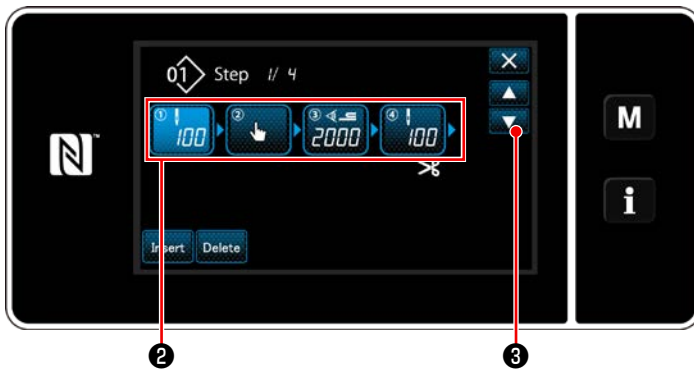 01 Step 1/ 4
① 100 ② ③ 2000 ④ 100
M
i
Insert Delete
❷ ❸